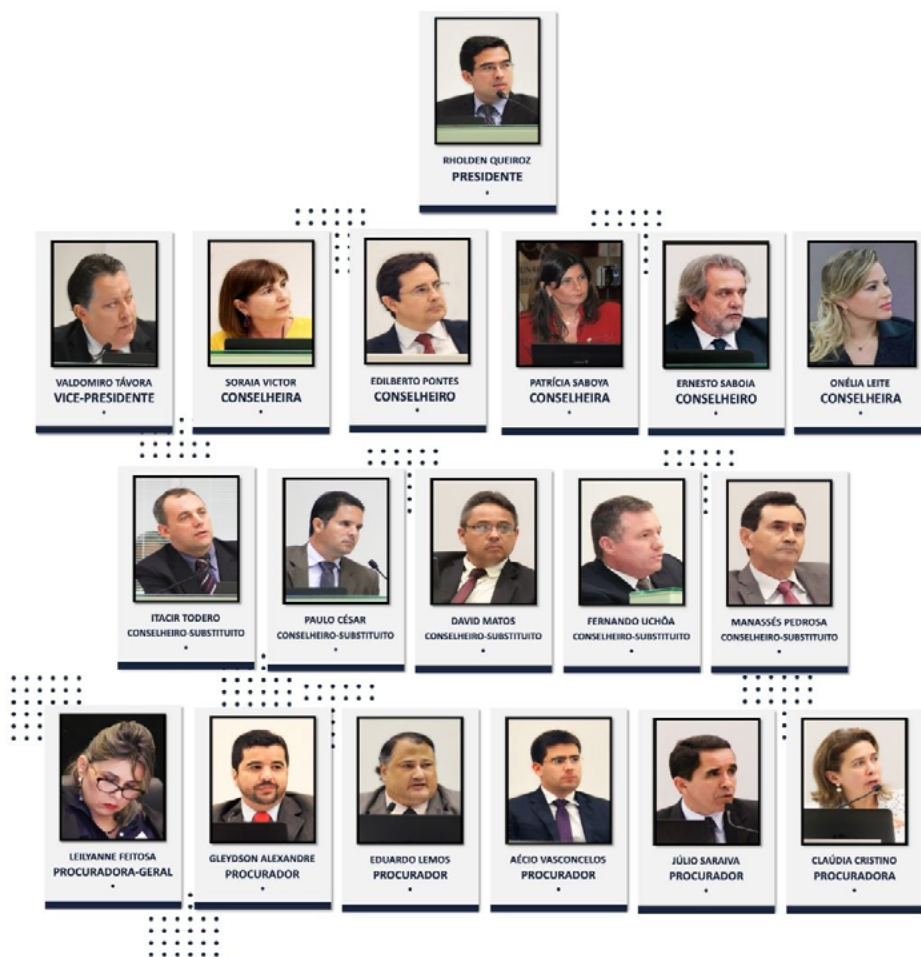 RHOLDEN QUEIROZ
PRESIDENTE
VALDOMIRO TÁVORA
VICE-PRESIDENTE
SORAIA VICTOR
CONSELHEIRA
EDILBERTO PONTES
CONSELHEIRO
PATRÍCIA SABOYA
CONSELHEIRA
ERNESTO SABOIA
CONSELHEIRO
ONÉLIA LEITE
CONSELHEIRA
ITACIR TODERO
CONSELHEIRO-SUBSTITUITO
PAULO CÉSAR
CONSELHEIRO-SUBSTITUITO
DAVID MATOS
CONSELHEIRO-SUBSTITUITO
FERNANDO UCHÔA
CONSELHEIRO-SUBSTITUITO
MANASSÉS PEDROSA
CONSELHEIRO-SUBSTITUITO
LEILYANNE FEITOSA
PROCURADORA-GERAL
GLEYDSON ALEXANDRE
PROCURADOR
EDUARDO LEMOS
PROCURADOR
AÉCIO VASCONCELOS
PROCURADOR
JÚLIO SARAIVA
PROCURADOR
CLAÚDIA CRISTINO
PROCURADORA